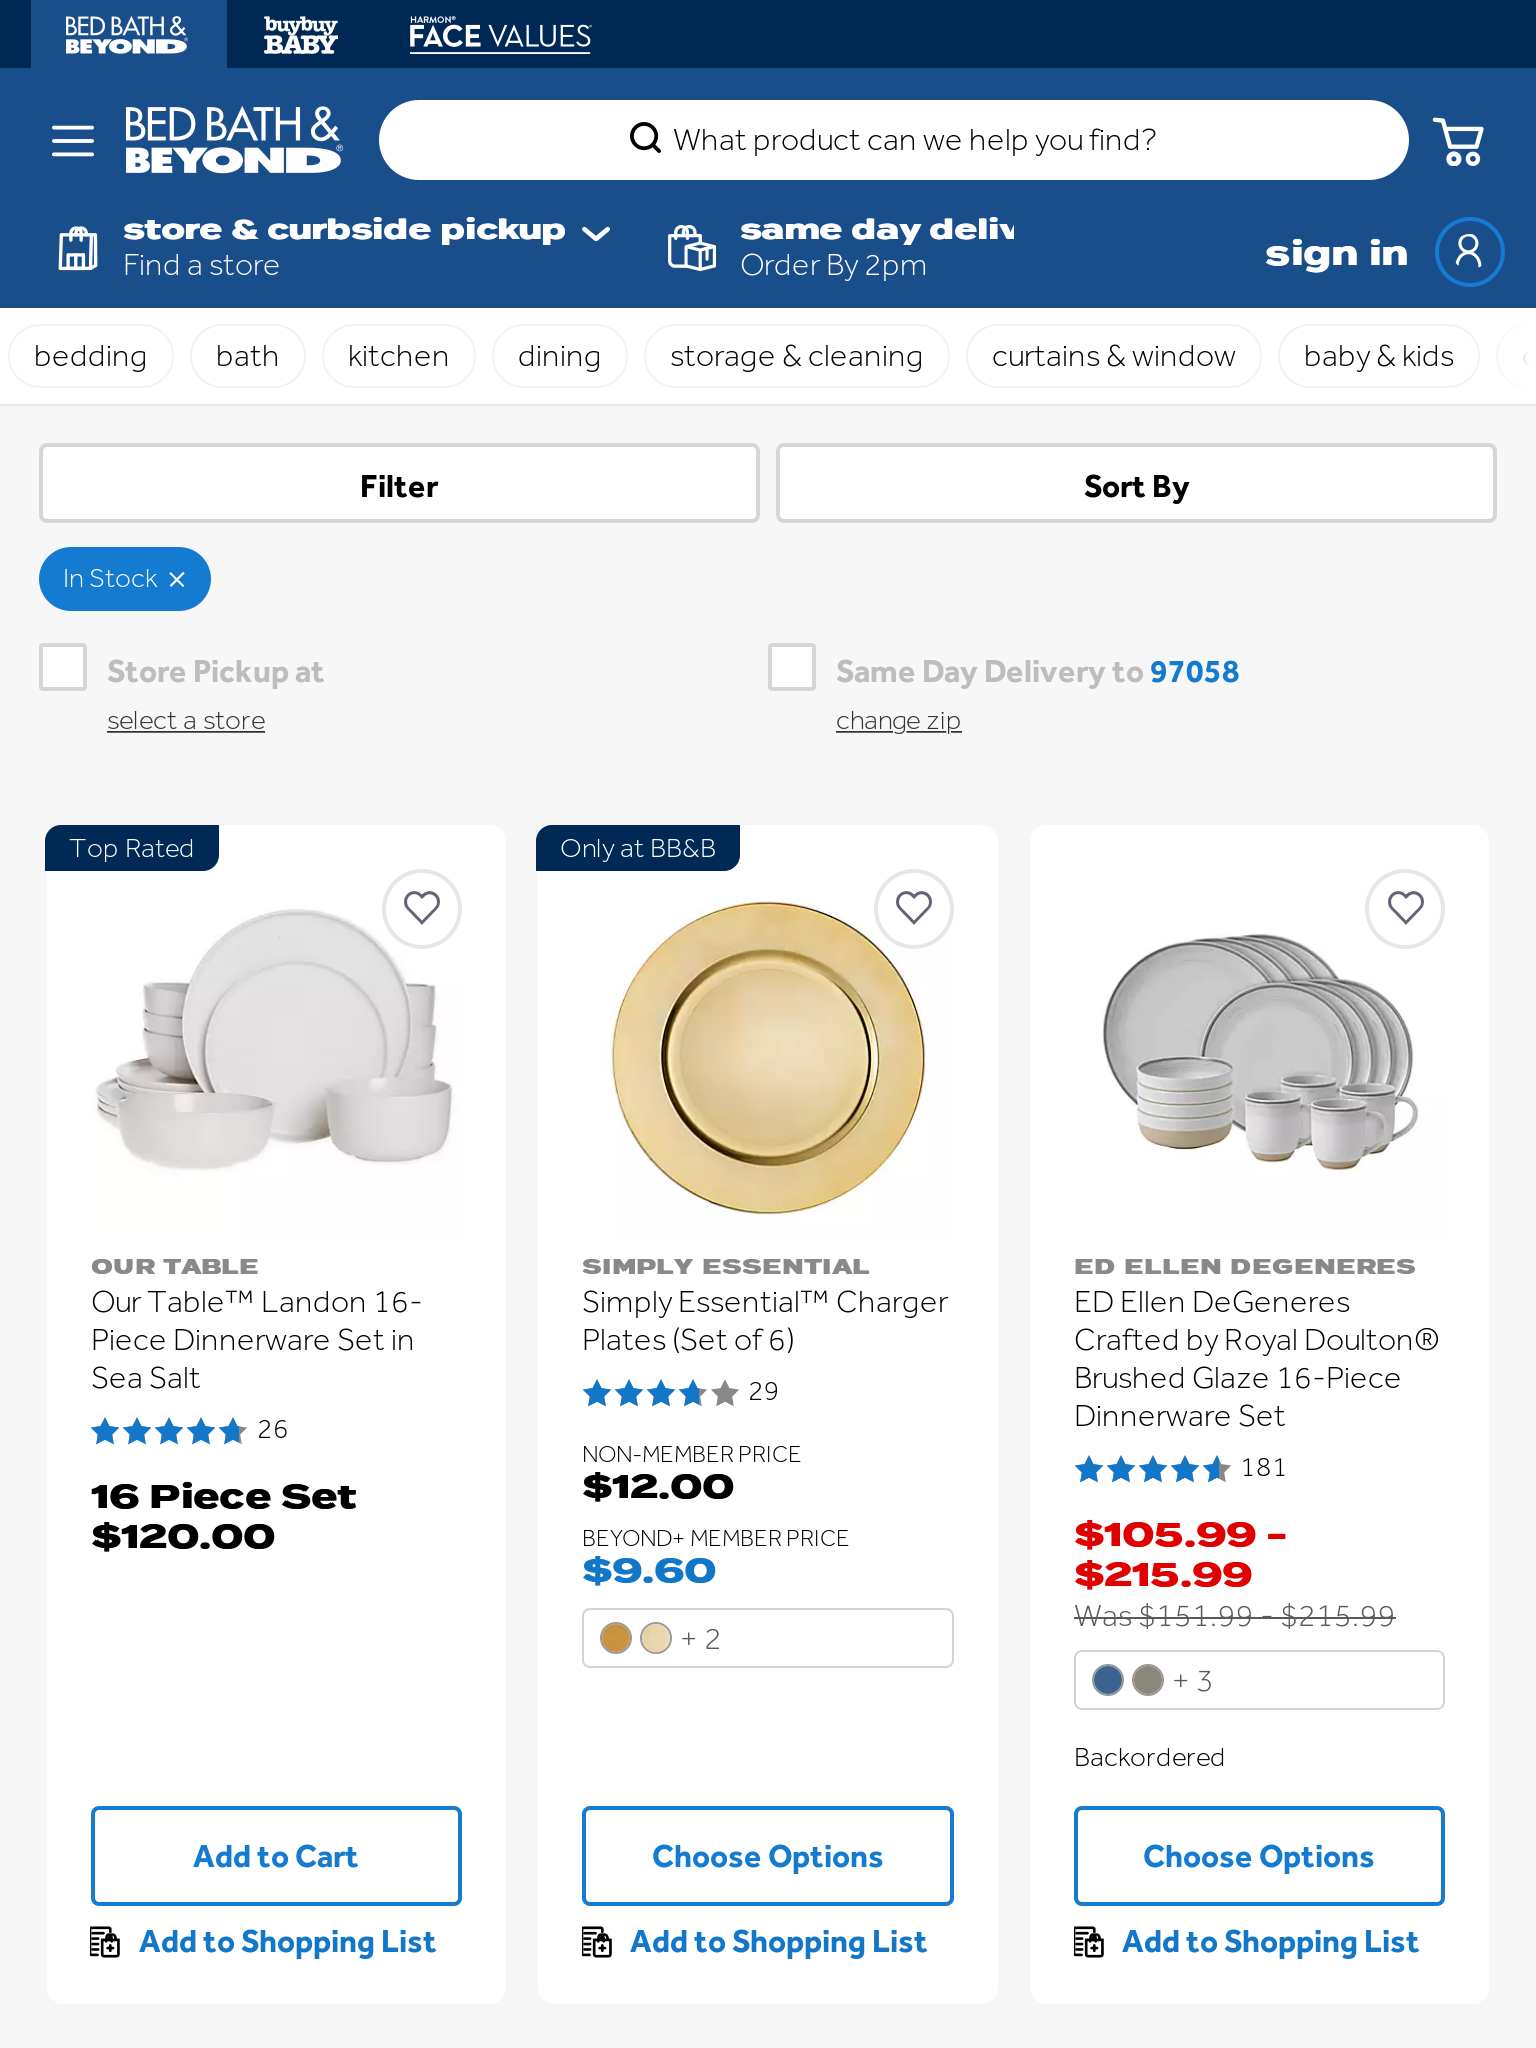 BED BATH & BEYOND®
buybuy BABY
HARMON® FACE VALUES
BED BATH & BEYOND®
What product can we help you find?
store & curbside pickup
Find a store
same day deliv
Order By 2pm
sign in
bedding
bath
kitchen
dining
storage & cleaning
curtains & window
baby & kids
Filter
Sort By
In Stock
Store Pickup at
select a store
Same Day Delivery to 97058
change zip
Top Rated
OUR TABLE
Our Table™ Landon 16-
Piece Dinnerware Set in
Sea Salt
26
16 Piece Set
$120.00
Add to Cart
Add to Shopping List
Only at BB&B
SIMPLY ESSENTIAL
Simply Essential™ Charger
Plates (Set of 6)
29
NON-MEMBER PRICE
$12.00
BEYOND+ MEMBER PRICE
$9.60
+ 2
Choose Options
Add to Shopping List
ED ELLEN DEGENERES
ED Ellen DeGeneres
Crafted by Royal Doulton®
Brushed Glaze 16-Piece
Dinnerware Set
181
$105.99 -
$215.99
Was $151.99 - $215.99
+ 3
Backordered
Choose Options
Add to Shopping List